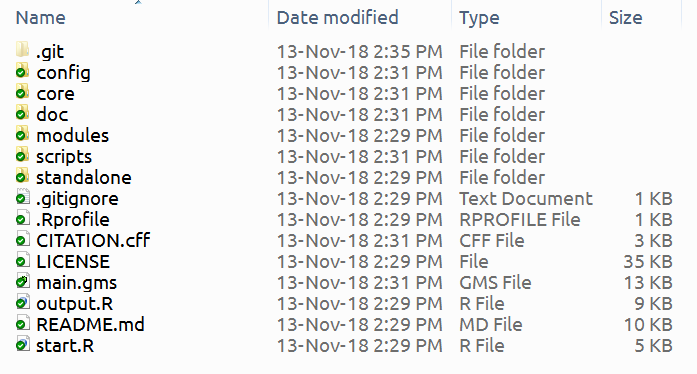 Name Date modified Type Size
.git 13-Nov-18 2:35 PM File folder
config 13-Nov-18 2:31 PM File folder
core 13-Nov-18 2:31 PM File folder
doc 13-Nov-18 2:31 PM File folder
modules 13-Nov-18 2:29 PM File folder
scripts 13-Nov-18 2:31 PM File folder
standalone 13-Nov-18 2:29 PM File folder
.gitignore 13-Nov-18 2:29 PM Text Document 1 KB
.Rprofile 13-Nov-18 2:29 PM RPROFILE File 1 KB
CITATION.cff 13-Nov-18 2:31 PM CFF File 3 KB
LICENSE 13-Nov-18 2:29 PM File 35 KB
main.gms 13-Nov-18 2:31 PM GMS File 13 KB
output.R 13-Nov-18 2:29 PM R File 9 KB
README.md 13-Nov-18 2:29 PM MD File 10 KB
start.R 13-Nov-18 2:29 PM R File 5 KB